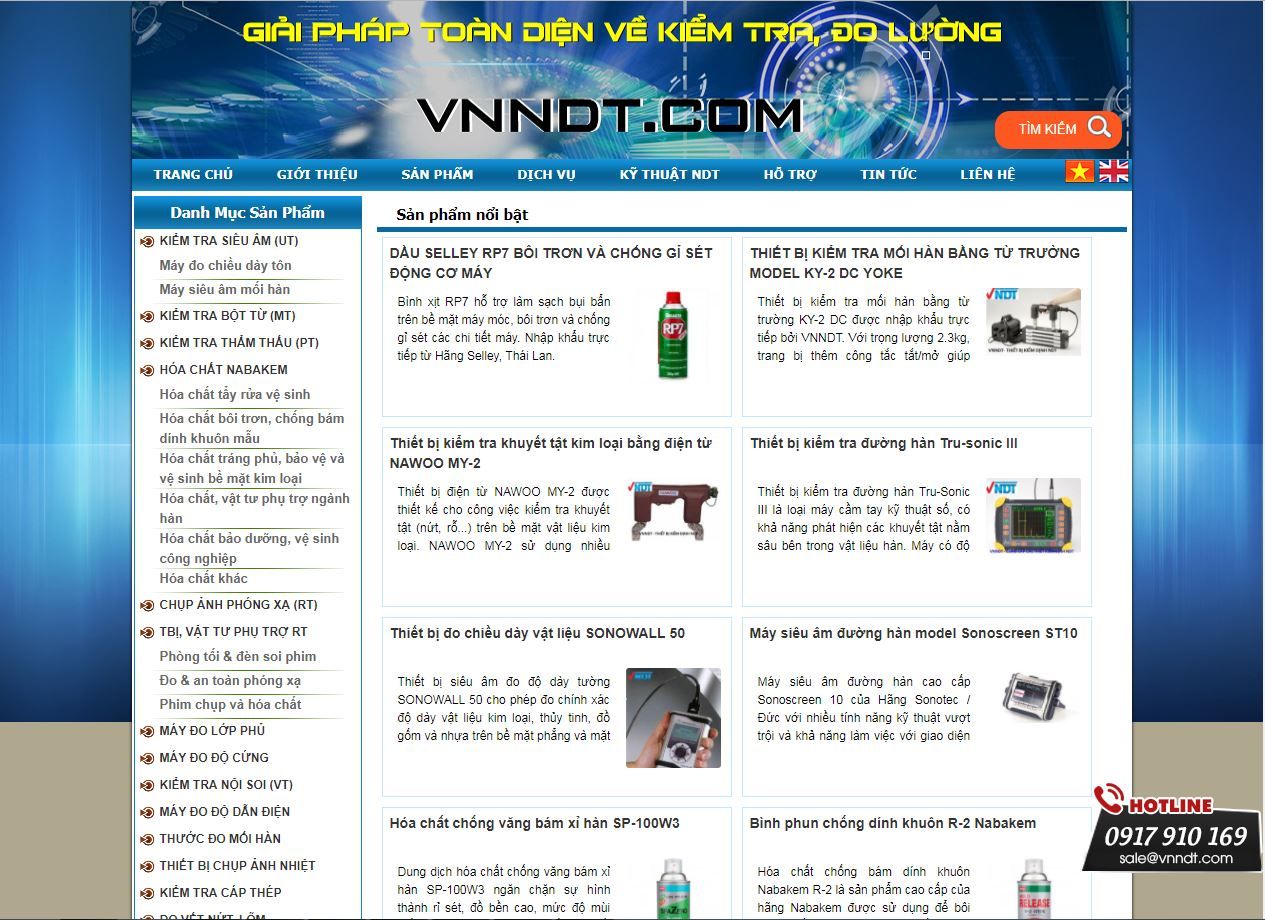 GIẢI PHÁP TOÀN DIỆN VỀ KIỂM TRA, ĐO LƯỜNG
VNNDT.COM
TÌM KIẾM
TRANG CHỦ GIỚI THIỆU SẢN PHẨM DỊCH VỤ KỸ THUẬT NDT HỖ TRỢ TIN TỨC LIÊN HỆ
Danh Mục Sản Phẩm
KIỂM TRA SIÊU ÂM (UT)
Máy đo chiều dày tôn
Máy siêu âm mối hàn
KIỂM TRA BỘT TỪ (MT)
KIỂM TRA THẨM THẤU (PT)
HÓA CHẤT NABAKEM
Hóa chất tẩy rửa vệ sinh
Hóa chất bôi trơn, chống bám
dính khuôn mẫu
Hóa chất tráng phủ, bảo vệ và
vệ sinh bề mặt kim loại
Hóa chất, vật tư phụ trợ ngành
hàn
Hóa chất bảo dưỡng, vệ sinh
công nghiệp
Hóa chất khác
CHỤP ẢNH PHÓNG XẠ (RT)
TBỊ, VẬT TƯ PHỤ TRỢ RT
Phòng tối & đèn soi phim
Đo & an toàn phóng xạ
Phim chụp và hóa chất
MÁY ĐO LỚP PHỦ
MÁY ĐO ĐỘ CỨNG
KIỂM TRA NỘI SOI (VT)
MÁY ĐO ĐỘ DẪN ĐIỆN
THƯỚC ĐO MỐI HÀN
THIẾT BỊ CHỤP ẢNH NHIỆT
KIỂM TRA CÁP THÉP
ĐO VẾT NỨT, LÕM
Sản phẩm nổi bật
DẦU SELLEY RP7 BÔI TRƠN VÀ CHỐNG GỈ SÉT
ĐỘNG CƠ MÁY
Bình xịt RP7 hỗ trợ làm sạch bụi bẩn
trên bề mặt máy móc, bôi trơn và chống
gỉ sét các chi tiết máy. Nhập khẩu trực
tiếp từ Hãng Selley, Thái Lan.
RP7
THIẾT BỊ KIỂM TRA MỐI HÀN BẰNG TỪ TRƯỜNG
MODEL KY-2 DC YOKE
Thiết bị kiểm tra mối hàn bằng từ
trường KY-2 DC được nhập khẩu trực
tiếp bởi VNNDT. Với trọng lượng 2.3kg,
trang bị thêm công tắc tắt/mở giúp
VNDT
VNNDT- THIẾT BỊ KIỂM ĐỊNH NDT
Thiết bị kiểm tra khuyết tật kim loại bằng điện từ
NAWOO MY-2
Thiết bị điện từ NAWOO MY-2 được
thiết kế cho công việc kiểm tra khuyết
tật (nứt, rỗ...) trên bề mặt vật liệu kim
loại. NAWOO MY-2 sử dụng nhiều
VNDT
Thiết bị kiểm tra đường hàn Tru-sonic III
Thiết bị kiểm tra đường hàn Tru-Sonic
III là loại máy cầm tay kỹ thuật số, có
khả năng phát hiện các khuyết tật nằm
sâu bên trong vật liệu hàn. Máy có độ
VNDT
Thiết bị đo chiều dày vật liệu SONOWALL 50
Thiết bị siêu âm đo độ dày tường
SONOWALL 50 cho phép đo chính xác
độ dày vật liệu kim loại, thủy tinh, đồ
gốm và nhựa trên bề mặt phẳng và mặt
Máy siêu âm đường hàn model Sonoscreen ST10
Máy siêu âm đường hàn cao cấp
Sonoscreen 10 của Hãng Sonotec /
Đức với nhiều tính năng kỹ thuật vượt
trội và khả năng làm việc với giao diện
Hóa chất chống văng bám xỉ hàn SP-100W3
Dung dịch hóa chất chống văng bám xỉ
hàn SP-100W3 ngăn chặn sự hình
thành rỉ sét, đồ bền cao, mức độ mùi
Bình phun chống dính khuôn R-2 Nabakem
Hóa chất chống bám dính khuôn
Nabakem R-2 là sản phẩm cao cấp của
hãng Nabakem được sử dụng để bôi
RELEASE
HOTLINE
0917 910 169
sale@vnndt.com